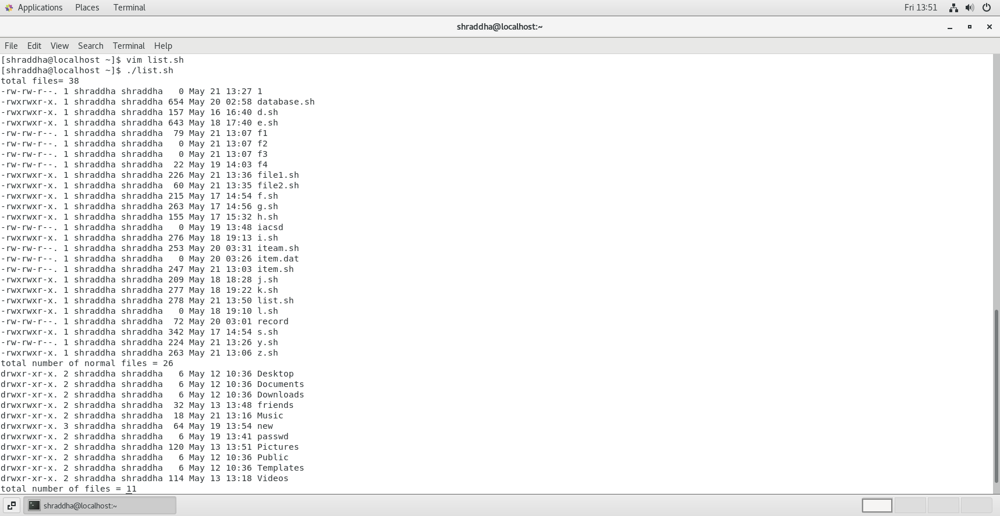 Applications Places Terminal Fri 13:51
shraddha@localhost:~
File Edit View Search Terminal Help
[shraddha@localhost ~]$ vim list.sh
[shraddha@localhost ~]$ ./list.sh
total files= 38
-rw-rw-r--. 1 shraddha shraddha   0 May 21 13:27 1
-rwxrwxr-x. 1 shraddha shraddha 654 May 20 02:58 database.sh
-rwxrwxr-x. 1 shraddha shraddha 157 May 16 16:40 d.sh
-rwxrwxr-x. 1 shraddha shraddha 643 May 18 17:40 e.sh
-rw-rw-r--. 1 shraddha shraddha  79 May 21 13:07 f1
-rw-rw-r--. 1 shraddha shraddha   0 May 21 13:07 f2
-rw-rw-r--. 1 shraddha shraddha   0 May 21 13:07 f3
-rw-rw-r--. 1 shraddha shraddha  22 May 19 14:03 f4
-rwxrwxr-x. 1 shraddha shraddha 226 May 21 13:36 file1.sh
-rwxrwxr-x. 1 shraddha shraddha  60 May 21 13:35 file2.sh
-rwxrwxr-x. 1 shraddha shraddha 215 May 17 14:54 f.sh
-rwxrwxr-x. 1 shraddha shraddha 263 May 17 14:56 g.sh
-rwxrwxr-x. 1 shraddha shraddha 155 May 17 15:32 h.sh
-rw-rw-r--. 1 shraddha shraddha   0 May 19 13:48 iacsd
-rwxrwxr-x. 1 shraddha shraddha 276 May 18 19:13 i.sh
-rw-rw-r--. 1 shraddha shraddha 253 May 20 03:31 iteam.sh
-rw-rw-r--. 1 shraddha shraddha   0 May 20 03:26 item.dat
-rw-rw-r--. 1 shraddha shraddha 247 May 21 13:03 item.sh
-rwxrwxr-x. 1 shraddha shraddha 209 May 18 18:28 j.sh
-rwxrwxr-x. 1 shraddha shraddha 277 May 18 19:22 k.sh
-rwxrwxr-x. 1 shraddha shraddha 278 May 21 13:50 list.sh
-rwxrwxr-x. 1 shraddha shraddha   0 May 18 19:10 l.sh
-rw-rw-r--. 1 shraddha shraddha  72 May 20 03:01 record
-rwxrwxr-x. 1 shraddha shraddha 342 May 17 14:54 s.sh
-rw-rw-r--. 1 shraddha shraddha 224 May 21 13:26 y.sh
-rwxrwxr-x. 1 shraddha shraddha 263 May 21 13:06 z.sh
total number of normal files = 26
drwxr-xr-x. 2 shraddha shraddha   6 May 12 10:36 Desktop
drwxr-xr-x. 2 shraddha shraddha   6 May 12 10:36 Documents
drwxr-xr-x. 2 shraddha shraddha   6 May 12 10:36 Downloads
drwxrwxr-x. 2 shraddha shraddha  32 May 13 13:48 friends
drwxr-xr-x. 2 shraddha shraddha  18 May 21 13:16 Music
drwxrwxr-x. 3 shraddha shraddha  64 May 19 13:54 new
drwxrwxr-x. 2 shraddha shraddha   6 May 19 13:41 passwd
drwxr-xr-x. 2 shraddha shraddha 120 May 13 13:51 Pictures
drwxr-xr-x. 2 shraddha shraddha   6 May 12 10:36 Public
drwxr-xr-x. 2 shraddha shraddha   6 May 12 10:36 Templates
drwxr-xr-x. 2 shraddha shraddha 114 May 13 13:18 Videos
total number of files = 11
shraddha@localhost:~